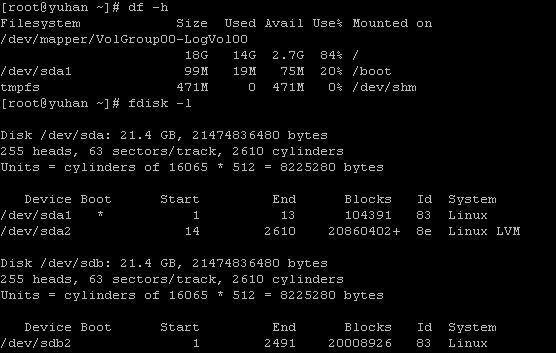 [root@yuhan ~]# df -h
Filesystem            Size  Used Avail Use% Mounted on
/dev/mapper/VolGroup00-LogVol00
                       18G   14G  2.7G  84% /
/dev/sda1              99M   19M   75M  20% /boot
tmpfs                 471M     0  471M   0% /dev/shm
[root@yuhan ~]# fdisk -l
Disk /dev/sda: 21.4 GB, 21474836480 bytes
255 heads, 63 sectors/track, 2610 cylinders
Units = cylinders of 16065 * 512 = 8225280 bytes
   Device Boot      Start         End      Blocks   Id  System
/dev/sda1   *           1          13      104391   83  Linux
/dev/sda2              14        2610    20860402+  8e  Linux LVM
Disk /dev/sdb: 21.4 GB, 21474836480 bytes
255 heads, 63 sectors/track, 2610 cylinders
Units = cylinders of 16065 * 512 = 8225280 bytes
   Device Boot      Start         End      Blocks   Id  System
/dev/sdb2               1        2491    20008926   83  Linux